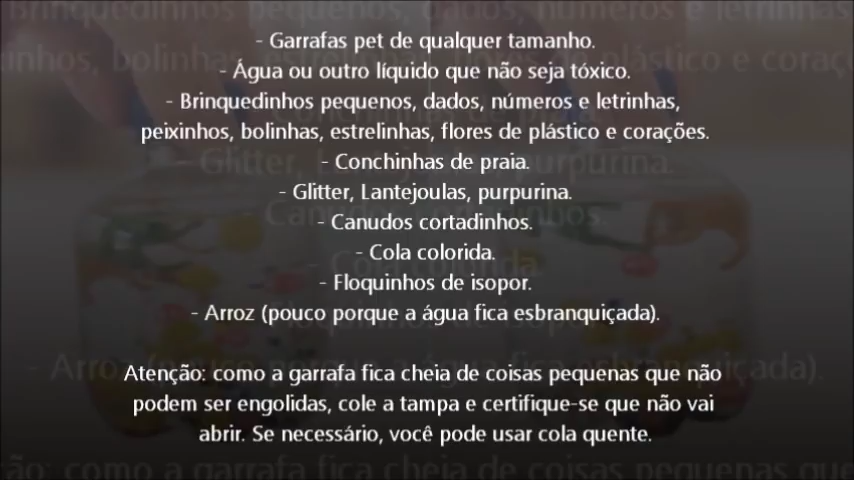 - Garrafas pet de qualquer tamanho.
- Água ou outro líquido que não seja tóxico.
- Brinquedinhos pequenos, dados, números e letrinhas,
peixinhos, bolinhas, estrelinhas, flores de plástico e corações.
- Conchinhas de praia.
- Glitter, Lantejoulas, purpurina.
- Canudos cortadinhos.
- Cola colorida.
- Floquinhos de isopor.
- Arroz (pouco porque a água fica esbranquiçada).
Atenção: como a garrafa fica cheia de coisas pequenas que não
podem ser engolidas, cole a tampa e certifique-se que não vai
abrir. Se necessário, você pode usar cola quente.